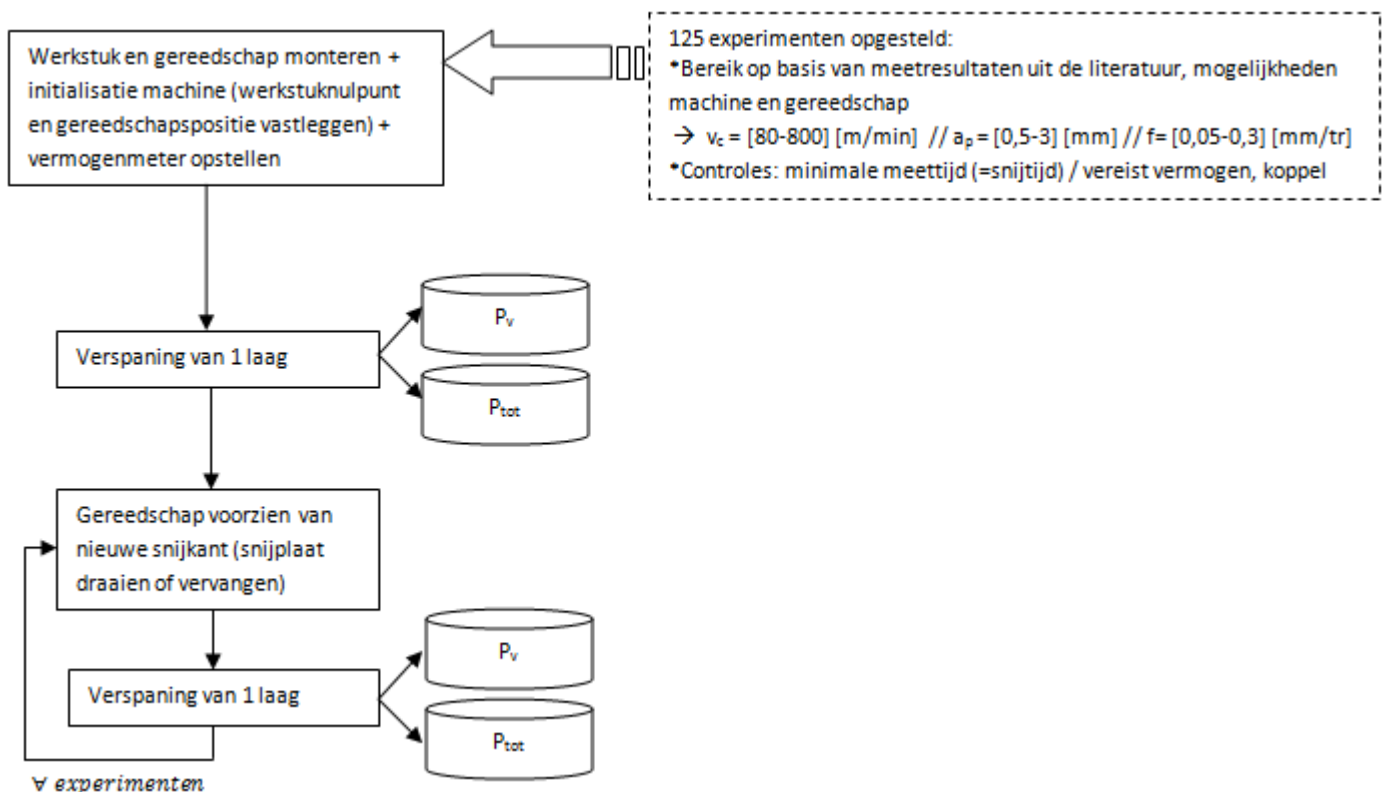 Werkstuk en gereedschap monteren +
initialisatie machine (werkstuknulpunt
en gereedschapspositie vastleggen) +
vermogenmeter opstellen
125 experimenten opgesteld:
*Bereik op basis van meetresultaten uit de literatuur, mogelijkheden
machine en gereedschap
→ vc = [80-800] [m/min] // ap = [0,5-3] [mm] // f= [0,05-0,3] [mm/tr]
*Controles: minimale meettijd (=snijtijd) / vereist vermogen, koppel
Verspaning van 1 laag
Pv
Ptot
Gereedschap voorzien van
nieuwe snijkant (snijplaat
draaien of vervangen)
Verspaning van 1 laag
Pv
Ptot
∀ experimenten